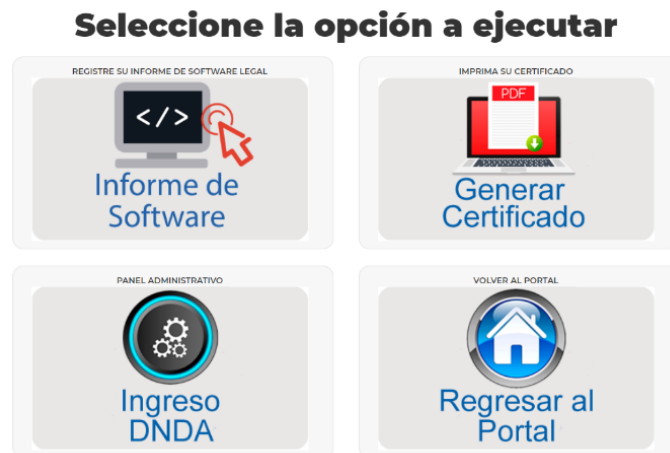 Seleccione la opción a ejecutar
REGISTRE SU INFORME DE SOFTWARE LEGAL
</>
Informe de
Software
IMPRIMA SU CERTIFICADO
PDF
Generar
Certificado
PANEL ADMINISTRATIVO
Ingreso
DNDA
VOLVER AL PORTAL
Regresar al
Portal